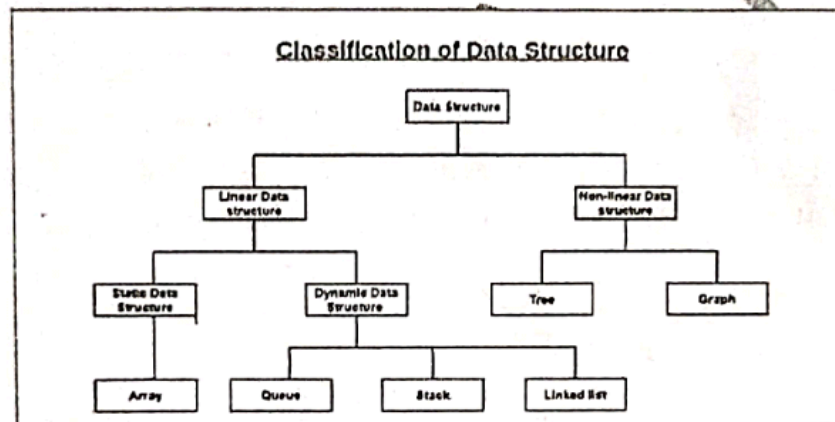 Classification of Data Structure
Data Structure
Linear Data
structure
Non-linear Data
structure
Static Data
Structure
Dynamic Data
Structure
Tree
Graph
Array
Queue
Stack
Linked list